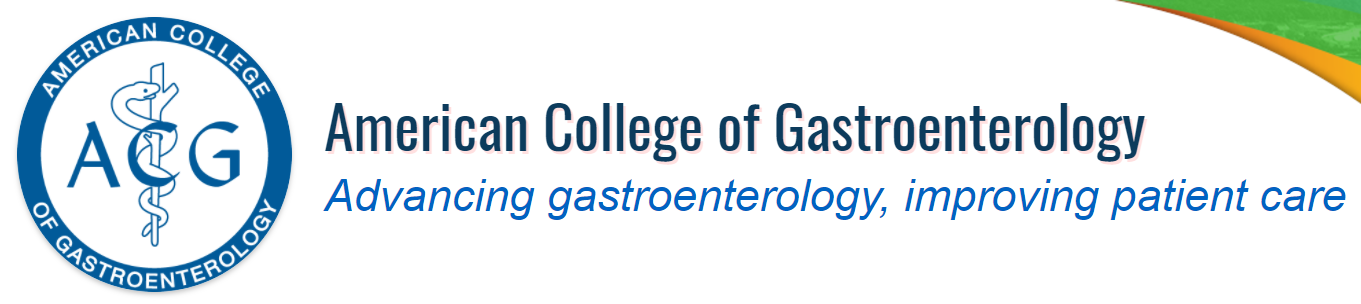 AMERICAN COLLEGE
ACG
OF GASTROENTEROLOGY
American College of Gastroenterology
Advancing gastroenterology, improving patient care